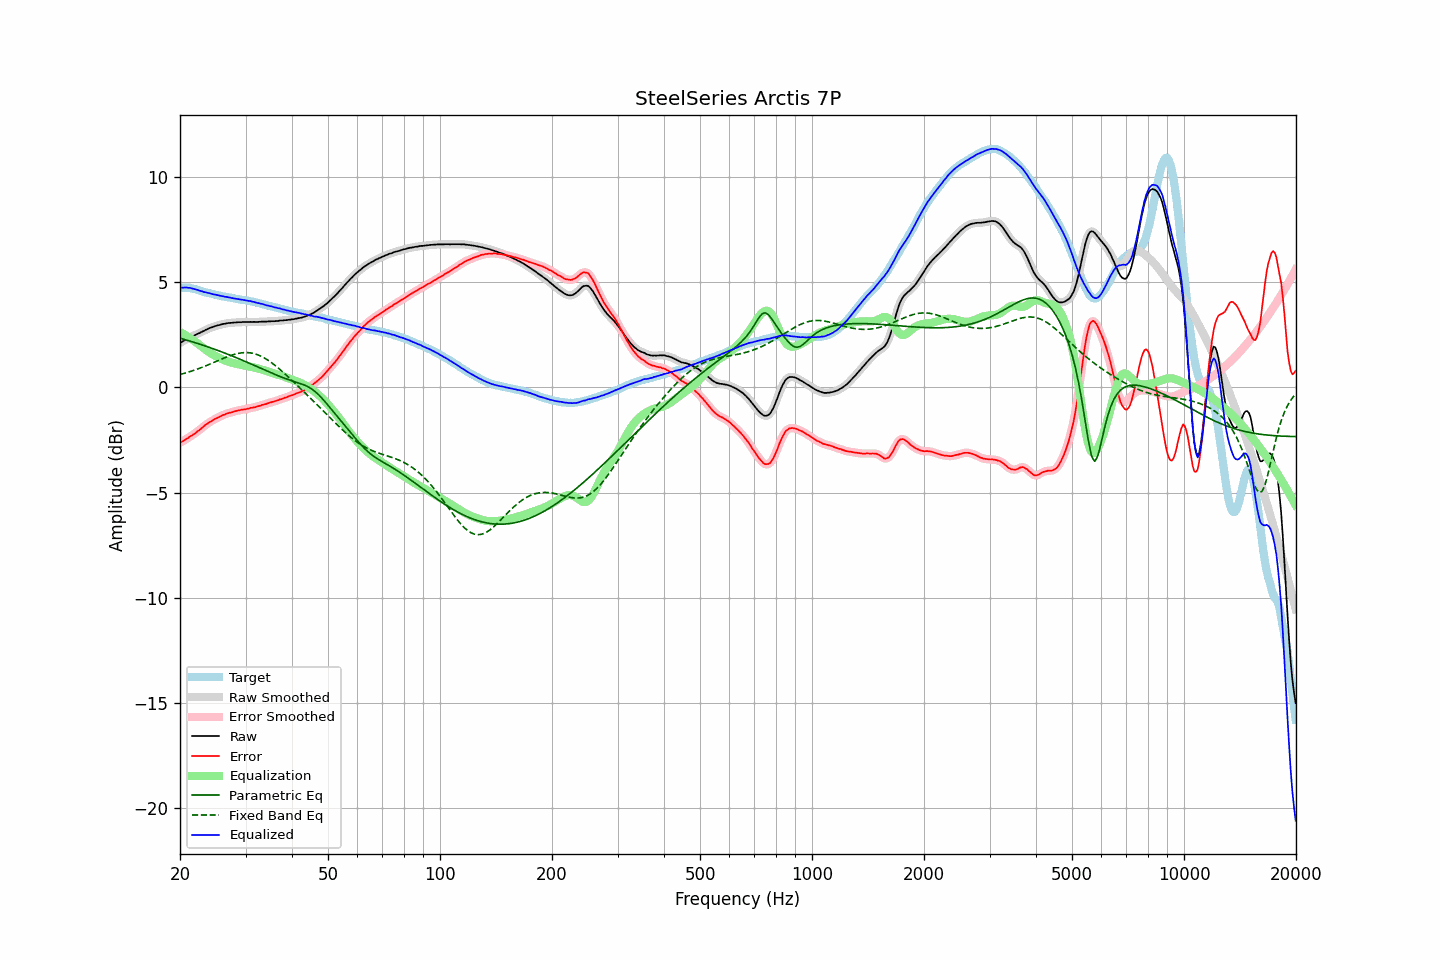 SteelSeries Arctis 7P
Amplitude (dBr)
10
5
0
−5
−10
−15
−20
Target
Raw Smoothed
Error Smoothed
Raw
Error
Equalization
Parametric Eq
Fixed Band Eq
Equalized
20 50 100 200 500 1000 2000 5000 10000 20000
Frequency (Hz)